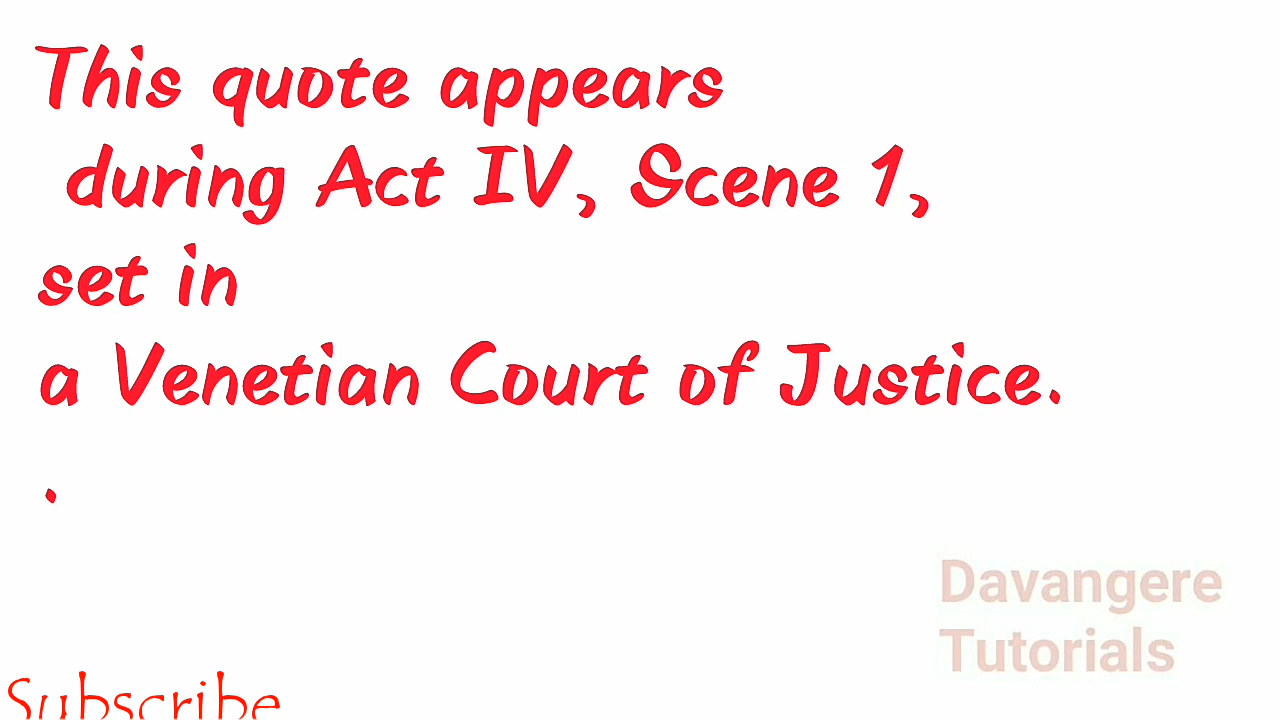 This quote appears
during Act IV, Scene 1,
set in
a Venetian Court of Justice.
.
Davangere
Tutorials
Subscribe